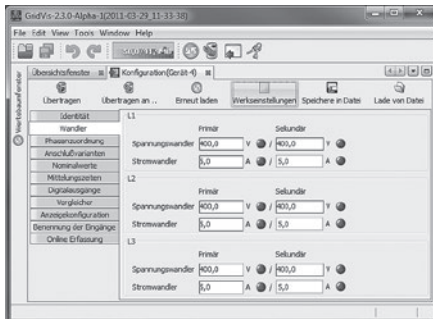 GridVis-2.3.0-Alpha-1(2011-03-29_11-33-38)
File Edit View Tools Window Help
Übersichtsfenster Konfiguration(Gerät-4)
Wertebaumfenster
Übertragen Übertragen an .. Erneut laden Werkseinstellungen Speichere in Datei Lade von Datei
Identität
Wandler
Phasenzuordnung
Anschlußvarianten
Nominalwerte
Mittelungszeiten
Digitalausgänge
Vergleicher
Anzeigekonfiguration
Benennung der Eingänge
Online Erfassung
L1
Primär Sekundär
Spannungswandler 400,0 V / 400,0 V
Stromwandler 5,0 A / 5,0 A
L2
Primär Sekundär
Spannungswandler 400,0 V / 400,0 V
Stromwandler 5,0 A / 5,0 A
L3
Primär Sekundär
Spannungswandler 400,0 V / 400,0 V
Stromwandler 5,0 A / 5,0 A